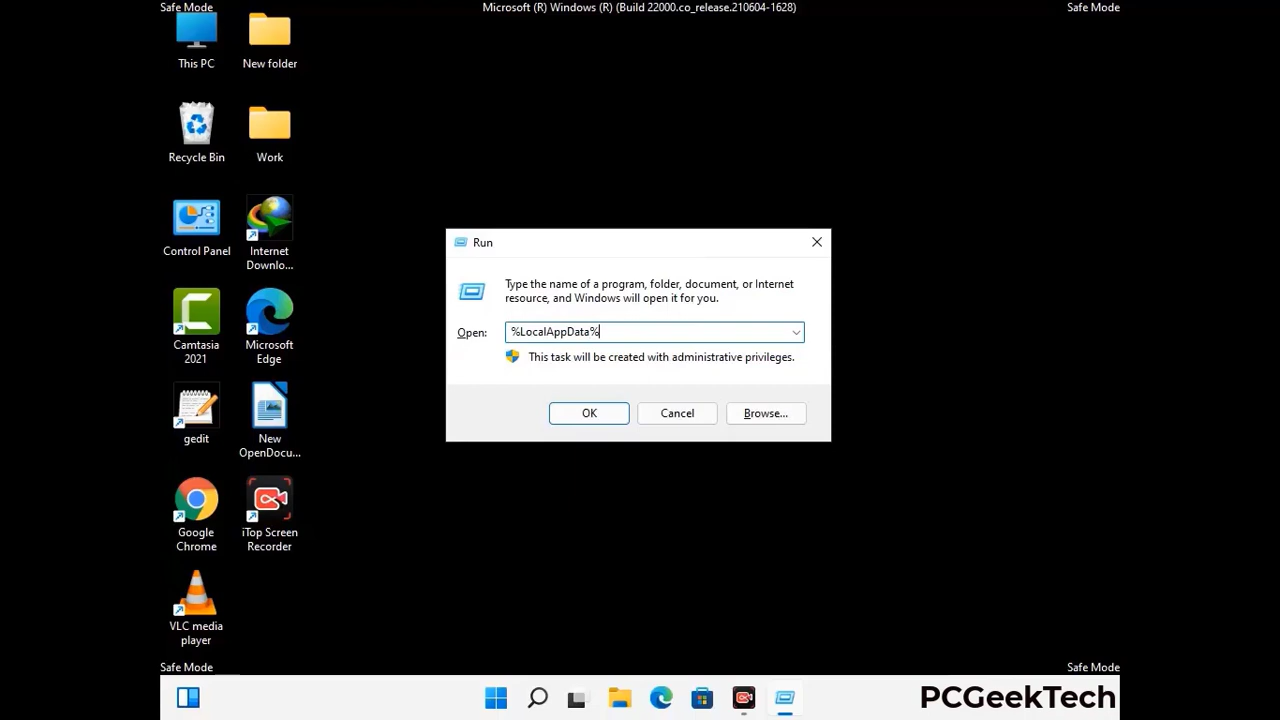 Safe Mode
Microsoft (R) Windows (R) (Build 22000.co_release.210604-1628)
Safe Mode
This PC
New folder
Recycle Bin
Work
Control Panel
Internet
Downlo...
Camtasia
2021
Microsoft
Edge
gedit
New
OpenDocu...
Google
Chrome
iTop Screen
Recorder
VLC media
player
Run
Type the name of a program, folder, document, or Internet
resource, and Windows will open it for you.
Open:
%LocalAppData%
This task will be created with administrative privileges.
OK
Cancel
Browse...
Safe Mode
Safe Mode
PCGeekTech